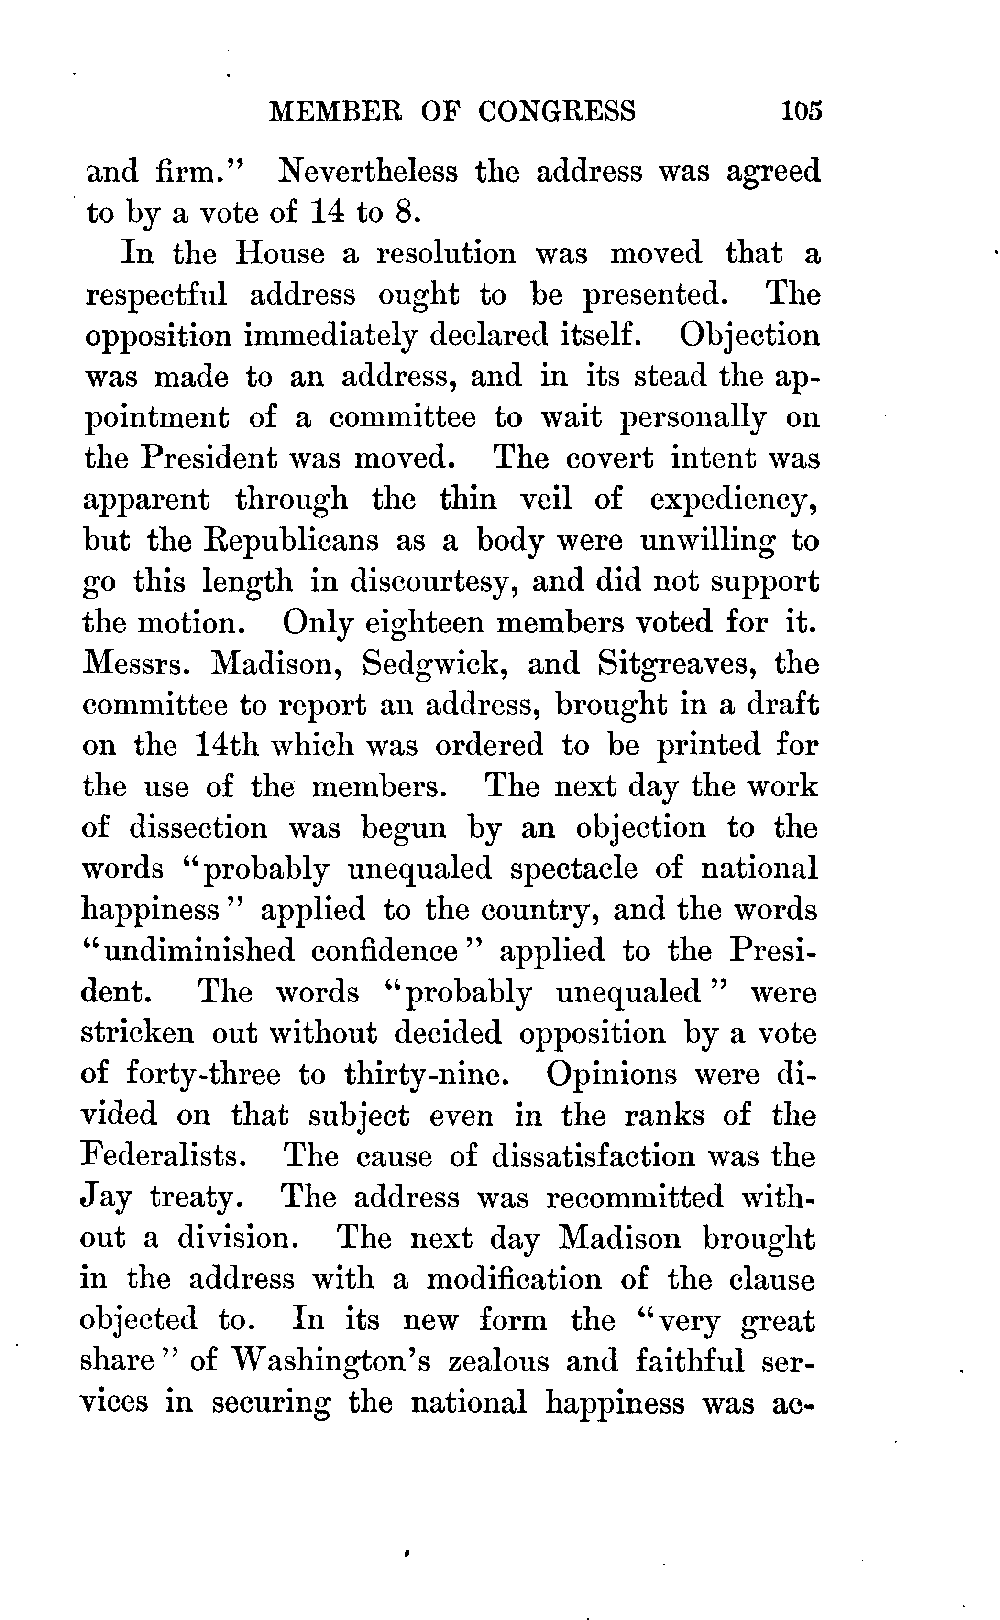 MEMBER OF CONGRESS 105
and firm." Nevertheless the address was agreed
to by a vote of 14 to 8.
In the House a resolution was moved that a
respectful address ought to be presented. The
opposition immediately declared itself. Objection
was made to an address, and in its stead the ap-
pointment of a committee to wait personally on
the President was moved. The covert intent was
apparent through the thin veil of expediency,
but the Republicans as a body were unwilling to
go this length in discourtesy, and did not support
the motion. Only eighteen members voted for it.
Messrs. Madison, Sedgwick, and Sitgreaves, the
committee to report an address, brought in a draft
on the 14th which was ordered to be printed for
the use of the members. The next day the work
of dissection was begun by an objection to the
words "probably unequaled spectacle of national
happiness" applied to the country, and the words
"undiminished confidence" applied to the Presi-
dent. The words "probably unequaled" were
stricken out without decided opposition by a vote
of forty-three to thirty-nine. Opinions were di-
vided on that subject even in the ranks of the
Federalists. The cause of dissatisfaction was the
Jay treaty. The address was recommitted with-
out a division. The next day Madison brought
in the address with a modification of the clause
objected to. In its new form the "very great
share" of Washington's zealous and faithful ser-
vices in securing the national happiness was ac-